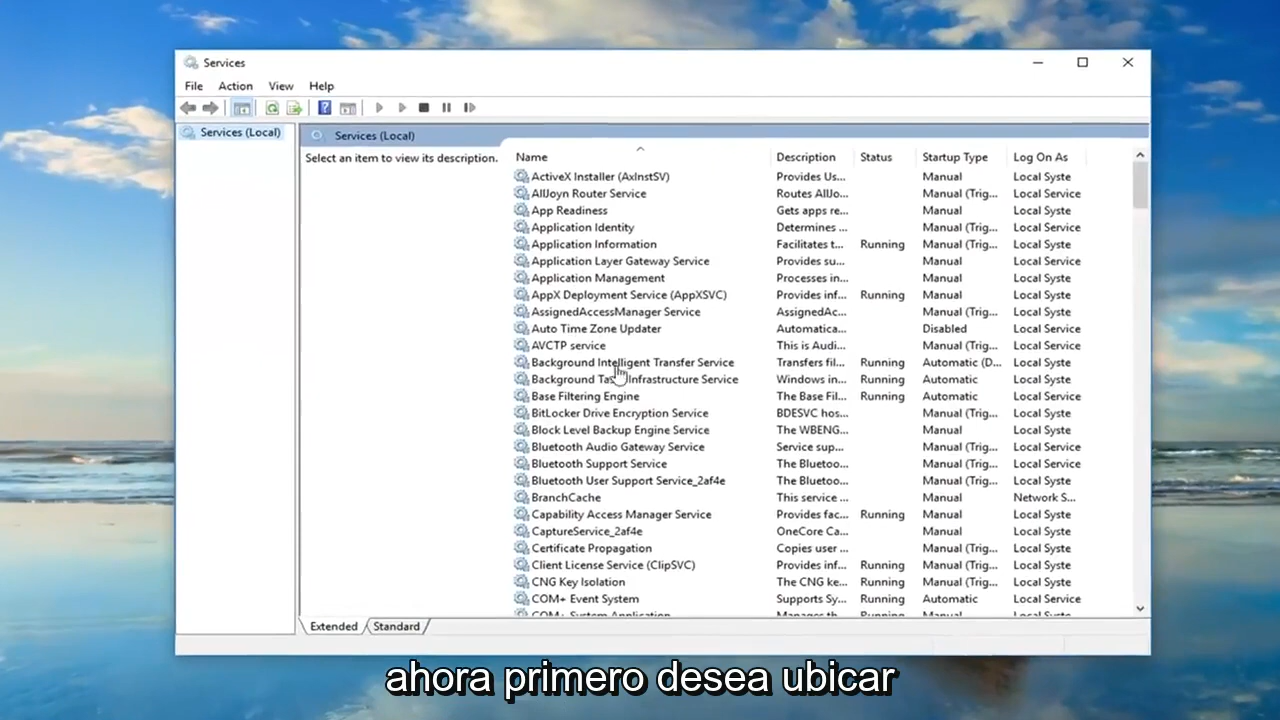 Services
File Action View Help
Services (Local)
Services (Local)
Select an item to view its description.
Name Description Status Startup Type Log On As
ActiveX Installer (AxInstSV) Provides Us... Manual Local Syste
AllJoyn Router Service Routes AllJo... Manual (Trig... Local Service
App Readiness Gets apps re... Manual Local Syste
Application Identity Determines ... Manual (Trig... Local Service
Application Information Facilitates t... Running Manual (Trig... Local Syste
Application Layer Gateway Service Provides su... Manual Local Service
Application Management Processes in... Manual Local Syste
AppX Deployment Service (AppXSVC) Provides inf... Running Manual Local Syste
AssignedAccessManager Service AssignedAc... Manual (Trig... Local Syste
Auto Time Zone Updater Automatica... Disabled Local Service
AVCTP service This is Audi... Manual (Trig... Local Service
Background Intelligent Transfer Service Transfers fil... Running Automatic (D... Local Syste
Background Tasks Infrastructure Service Windows in... Running Automatic Local Syste
Base Filtering Engine The Base Fil... Running Automatic Local Service
BitLocker Drive Encryption Service BDESVC hos... Manual (Trig... Local Syste
Block Level Backup Engine Service The WBENG... Manual Local Syste
Bluetooth Audio Gateway Service Service sup... Manual (Trig... Local Service
Bluetooth Support Service The Bluetoo... Manual (Trig... Local Service
Bluetooth User Support Service_2af4e The Bluetoo... Manual (Trig... Local Syste
BranchCache This service ... Manual Network S...
Capability Access Manager Service Provides fac... Running Manual Local Syste
CaptureService_2af4e OneCore Ca... Manual Local Syste
Certificate Propagation Copies user ... Manual (Trig... Local Syste
Client License Service (ClipSVC) Provides inf... Running Manual (Trig... Local Syste
CNG Key Isolation The CNG ke... Running Manual (Trig... Local Syste
COM+ Event System Supports Sy... Running Automatic Local Service
COM+ System Application Manages th... Running Manual Local Syste
Extended Standard
ahora primero desea ubicar